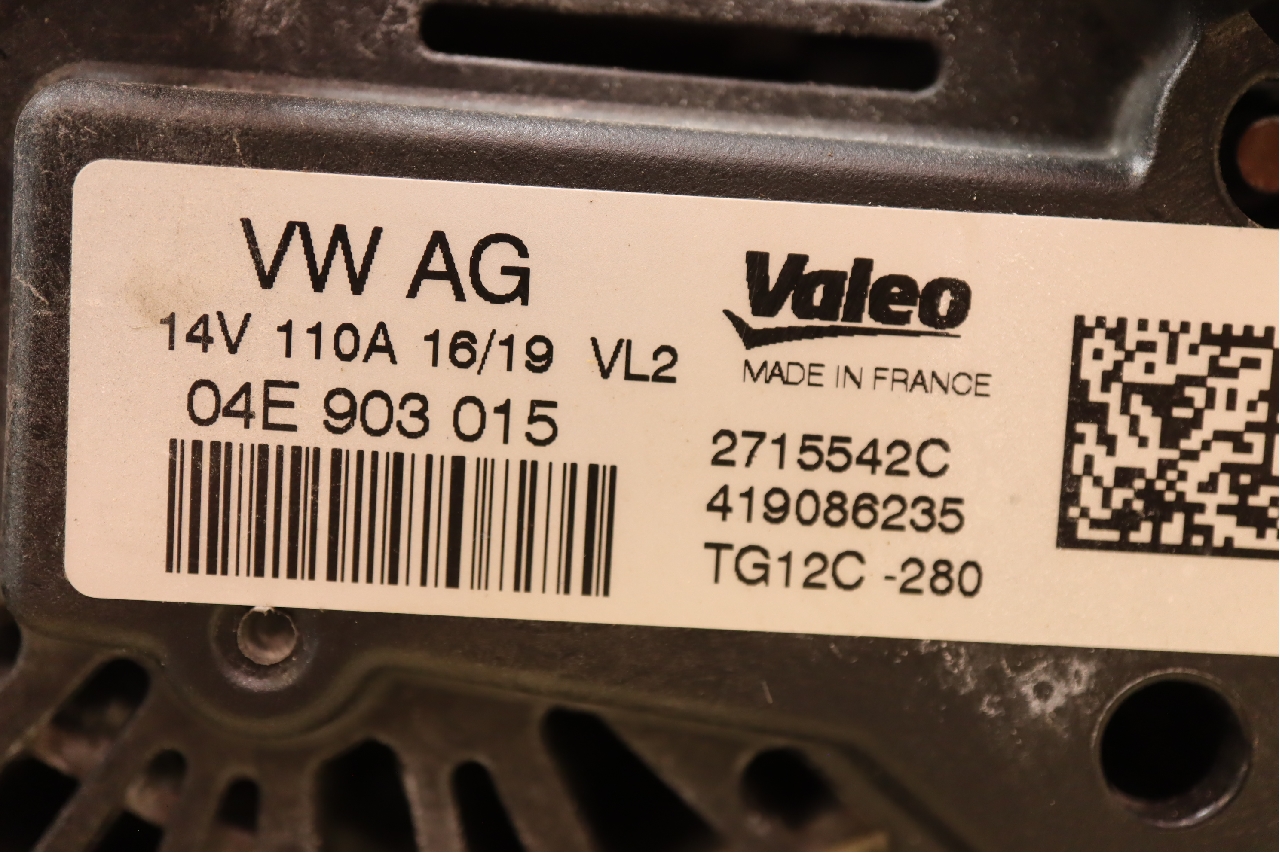 VW AG
14V 110A 16/19 VL2
04E 903 015
Valeo
MADE IN FRANCE
2715542C
419086235
TG12C -280